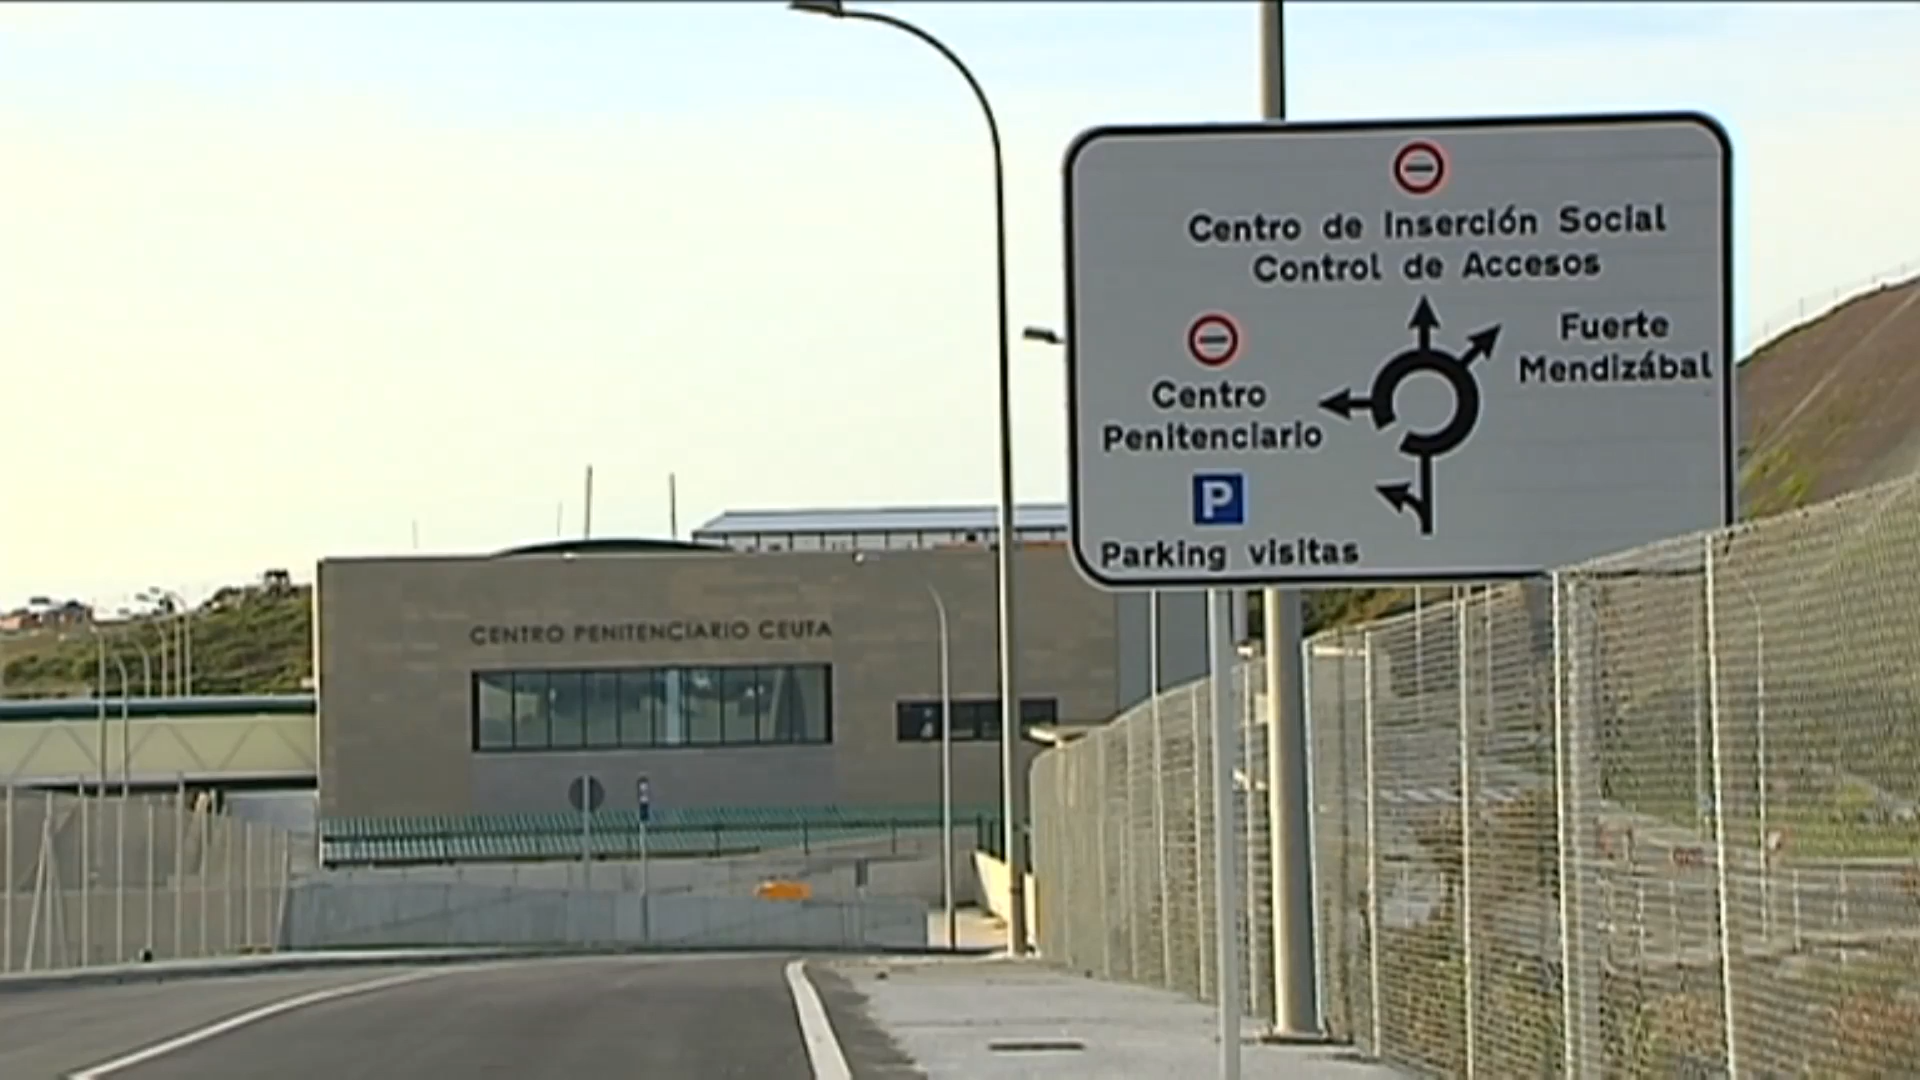 Centro de Inserción Social
Control de Accesos
Fuerte
Mendizábal
Centro
Penitenciario
P
Parking visitas
CENTRO PENITENCIARIO CEUTA